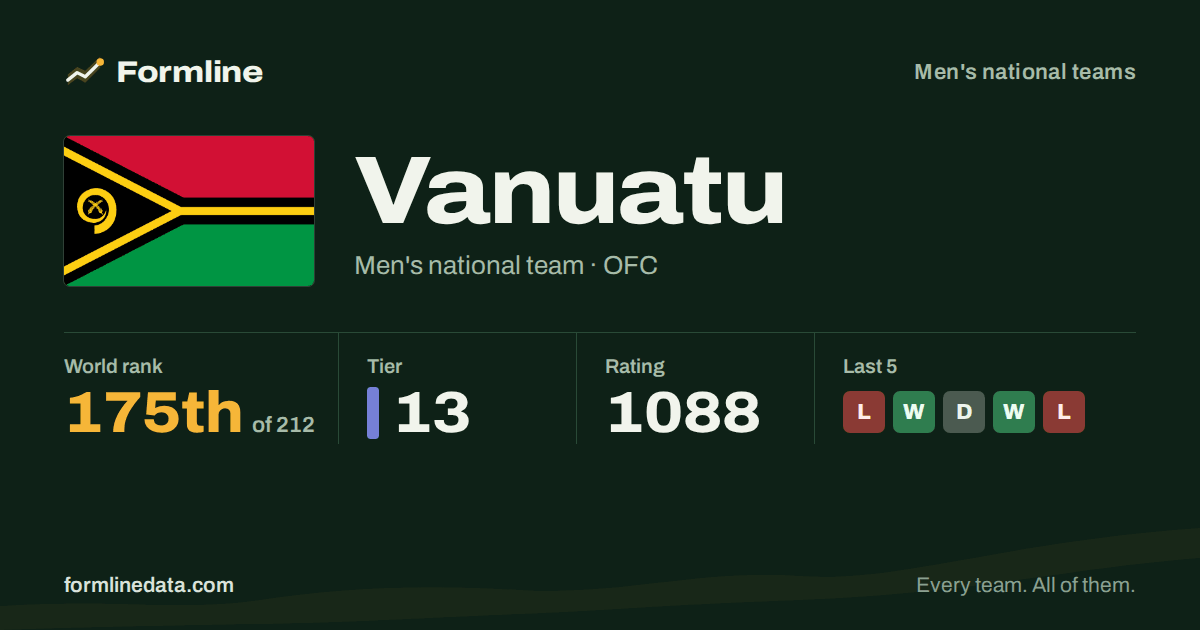 Formline
Men's national teams
Vanuatu
Men's national team · OFC
World rank
175th of 212
Tier
13
Rating
1088
Last 5
L W D W L
formlinedata.com
Every team. All of them.